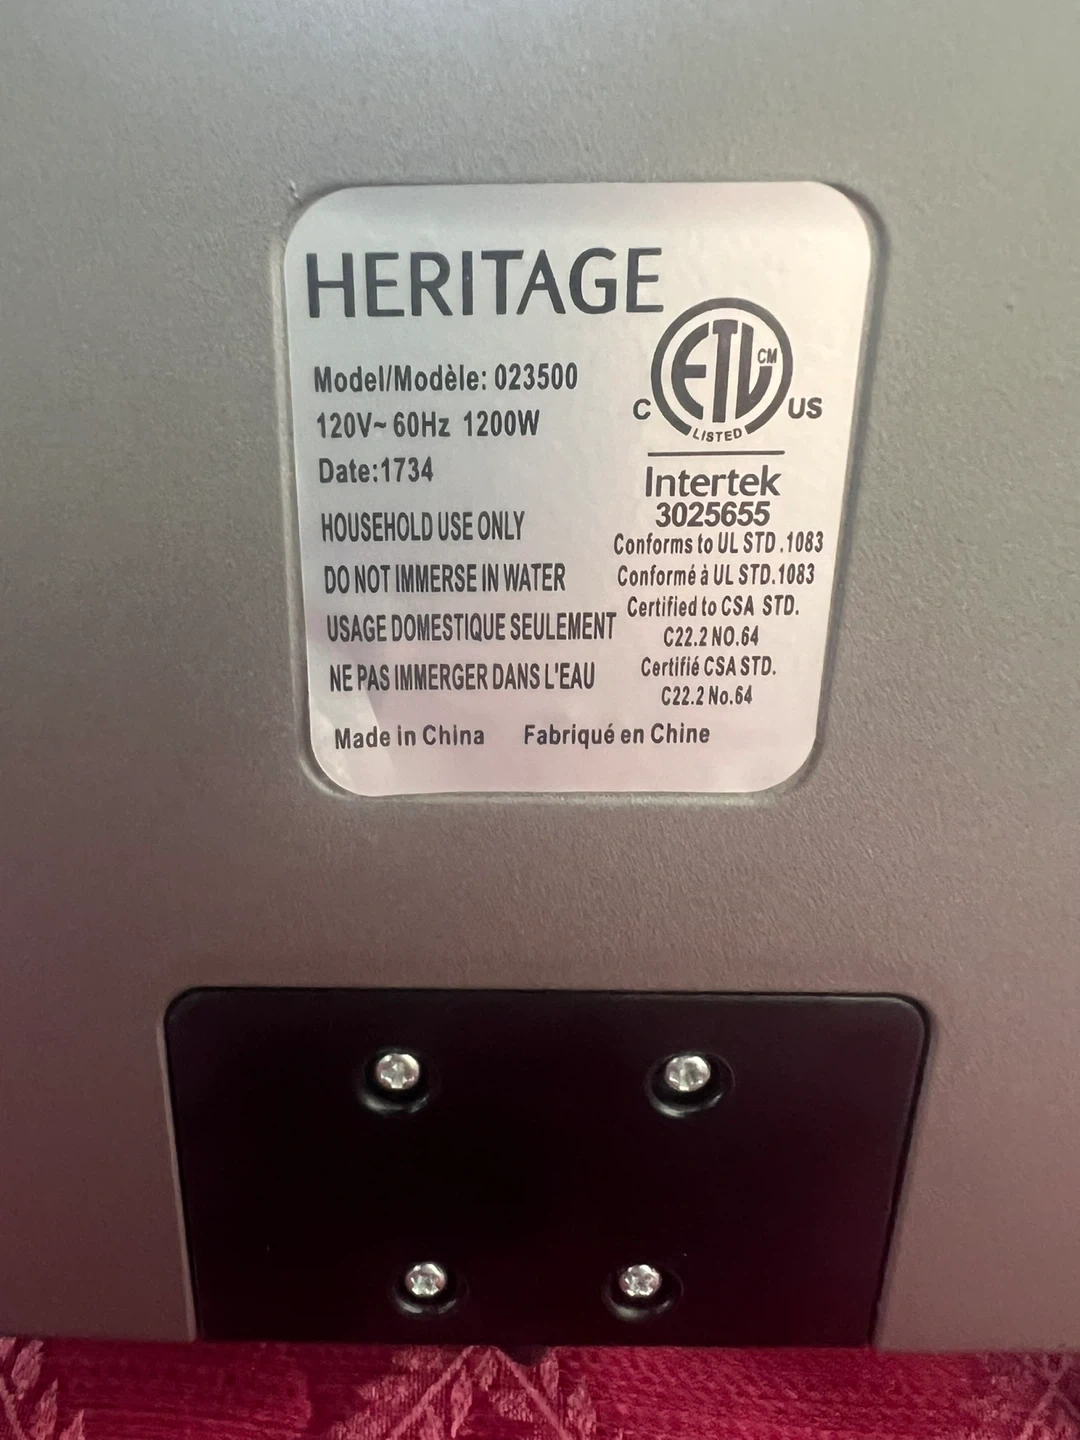 HERITAGE
Model/Modèle: 023500
120V~ 60Hz 1200W
Date:1734
HOUSEHOLD USE ONLY
DO NOT IMMERSE IN WATER
USAGE DOMESTIQUE SEULEMENT
NE PAS IMMERGER DANS L'EAU
ETL CM
C US
LISTED
Intertek
3025655
Conforms to UL STD .1083
Conformé à UL STD.1083
Certified to CSA STD.
C22.2 NO.64
Certifié CSA STD.
C22.2 No.64
Made in China Fabriqué en Chine